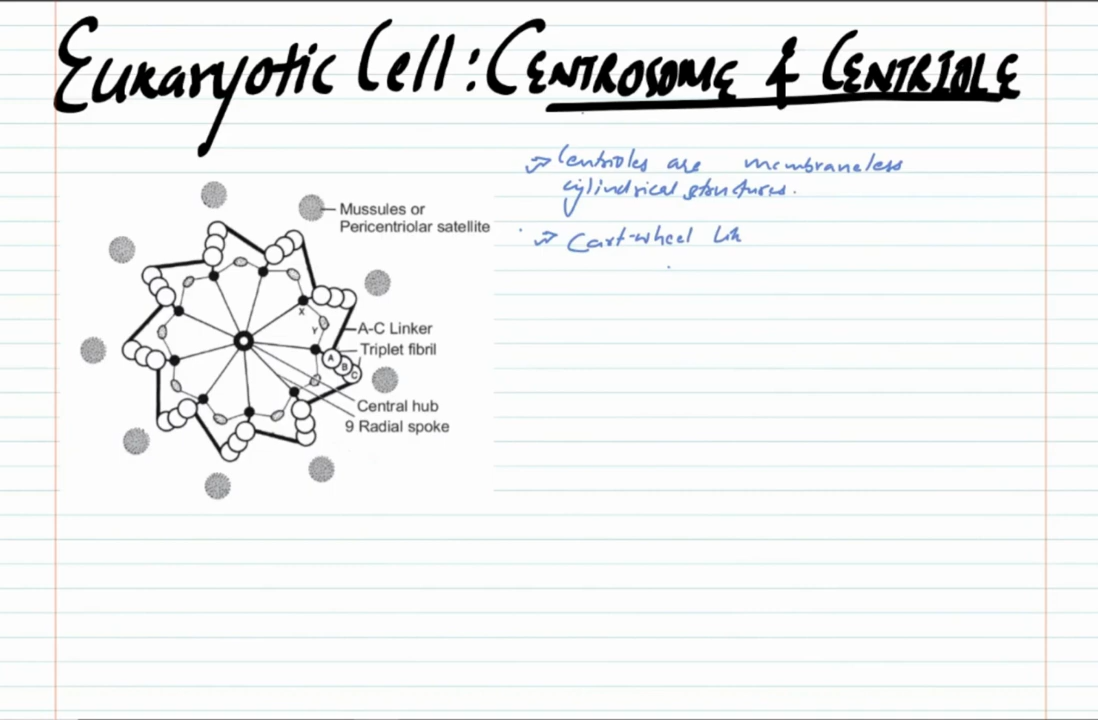 Eukaryotic Cell: CENTROSOME & CENTRIOLE
→ Centrioles are membraneless
cylindrical structures.
→ Cart-wheel lik
Mussules or
Pericentriolar satellite
X
Y
A-C Linker
Triplet fibril
A
B
C
Central hub
9 Radial spoke